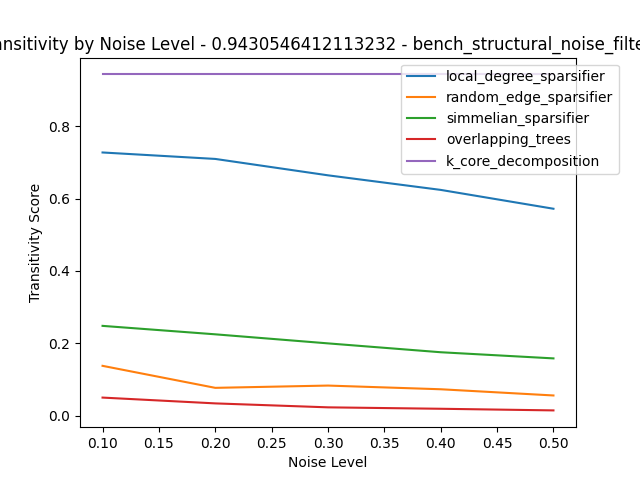 ansitivity by Noise Level - 0.9430546412113232 - bench_structural_noise_filte
local_degree_sparsifier
random_edge_sparsifier
simmelian_sparsifier
overlapping_trees
k_core_decomposition
Transitivity Score
0.8
0.6
0.4
0.2
0.0
0.10 0.15 0.20 0.25 0.30 0.35 0.40 0.45 0.50
Noise Level